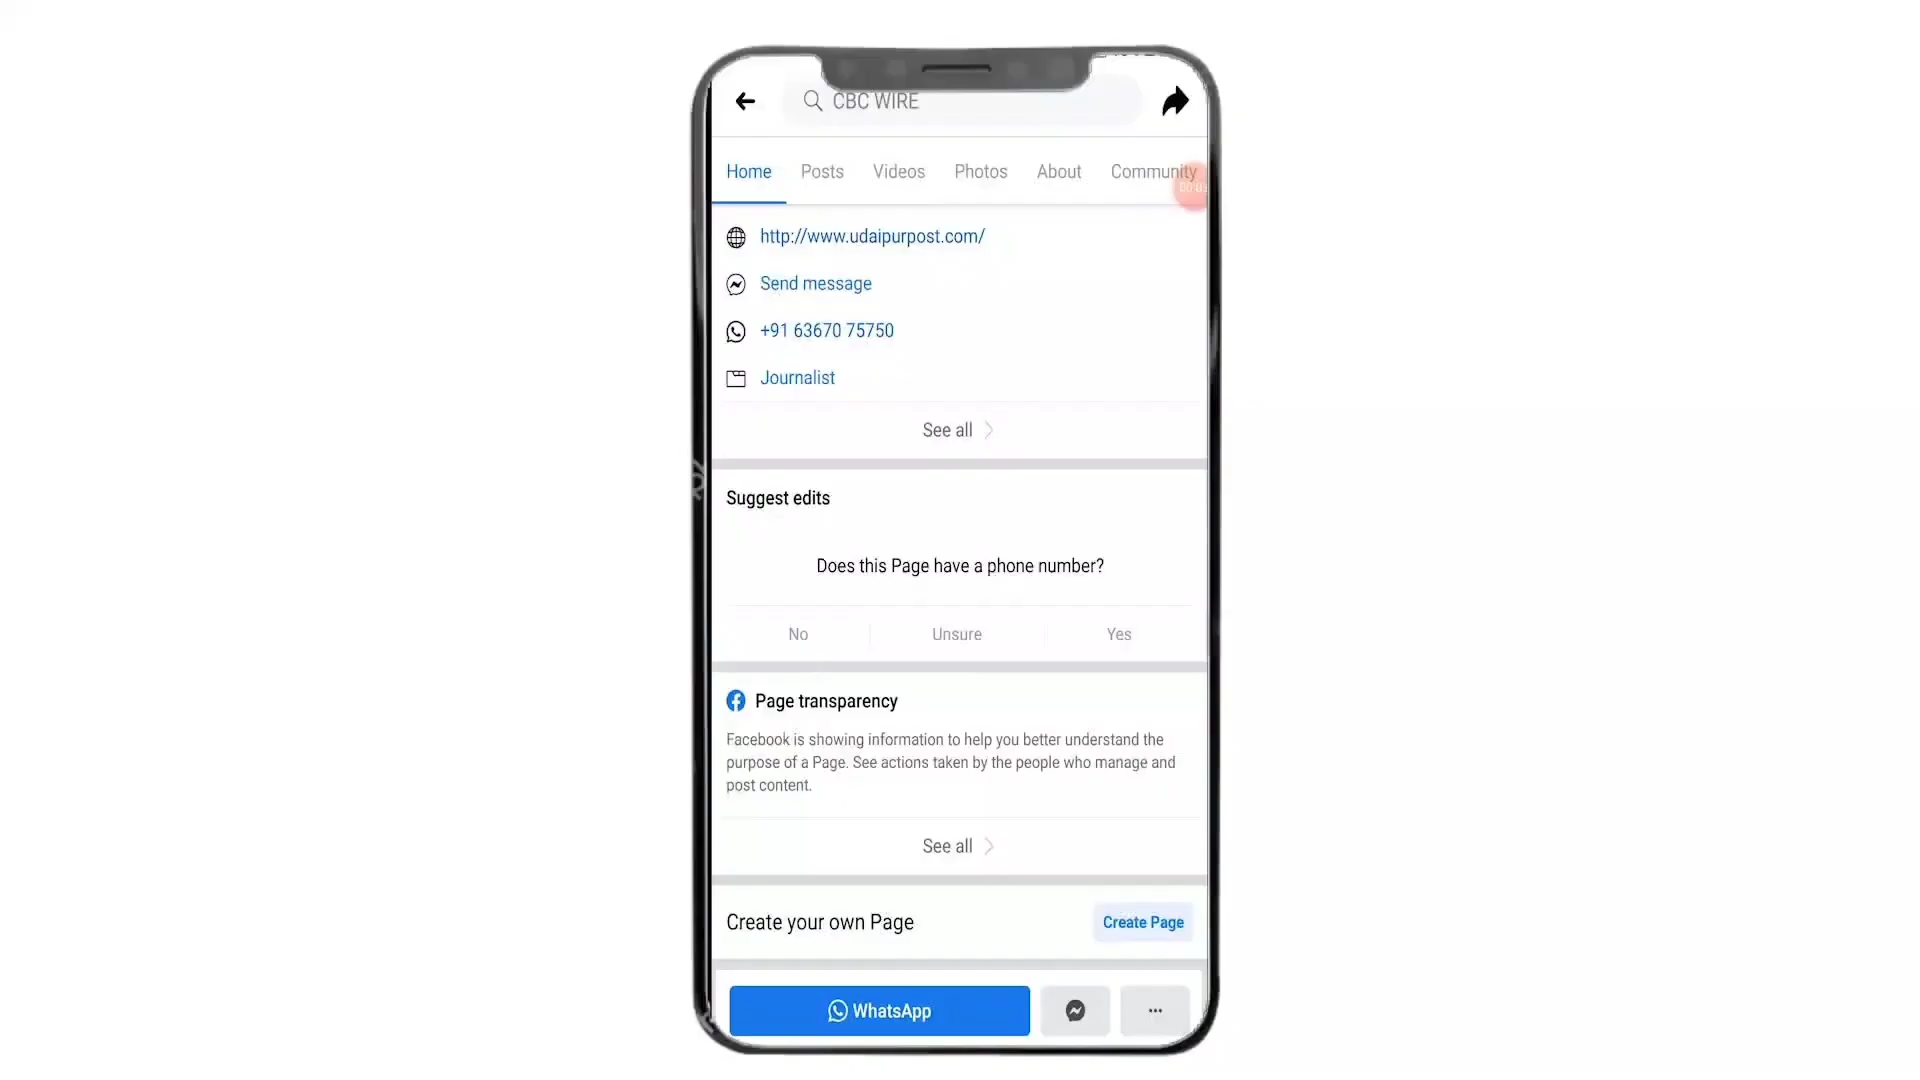 CBC WIRE
Home Posts Videos Photos About Community
http://www.udaipurpost.com/
Send message
+91 63670 75750
Journalist
See all
Suggest edits
Does this Page have a phone number?
No Unsure Yes
Page transparency
Facebook is showing information to help you better understand the
purpose of a Page. See actions taken by the people who manage and
post content.
See all
Create your own Page Create Page
WhatsApp